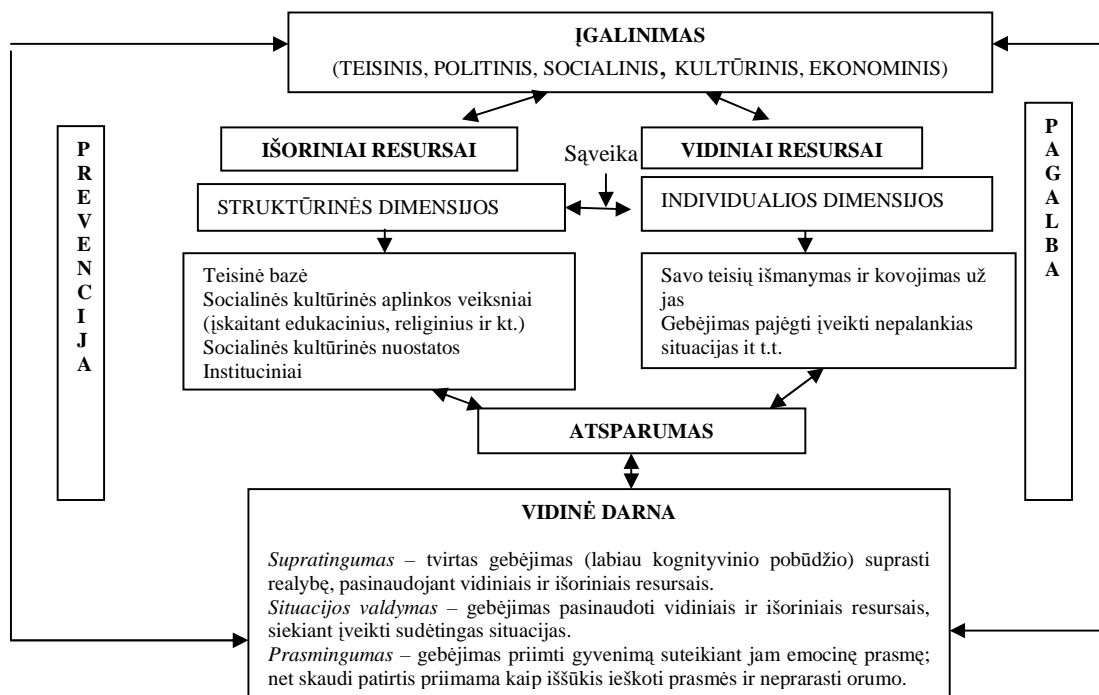 ĮGALINIMAS
(TEISINIS, POLITINIS, SOCIALINIS, KULTŪRINIS, EKONOMINIS)
PREVENCIJA
PAGALBA
IŠORINIAI RESURSAI
Sąveika
VIDINIAI RESURSAI
STRUKTŪRINĖS DIMENSIJOS
INDIVIDUALIOS DIMENSIJOS
Teisinė bazė
Socialinės kultūrinės aplinkos veiksniai
(įskaitant edukacinius, religinius ir kt.)
Socialinės kultūrinės nuostatos
Instituciniai
Savo teisių išmanymas ir kovojimas už
jas
Gebėjimas pajėgti įveikti nepalankias
situacijas it t.t.
ATSPARUMAS
VIDINĖ DARNA
Supratingumas – tvirtas gebėjimas (labiau kognityvinio pobūdžio) suprasti
realybę, pasinaudojant vidiniais ir išoriniais resursais.
Situacijos valdymas – gebėjimas pasinaudoti vidiniais ir išoriniais resursais,
siekiant įveikti sudėtingas situacijas.
Prasmingumas – gebėjimas priimti gyvenimą suteikiant jam emocinę prasmę;
net skaudi patirtis priimama kaip iššūkis ieškoti prasmės ir neprarasti orumo.